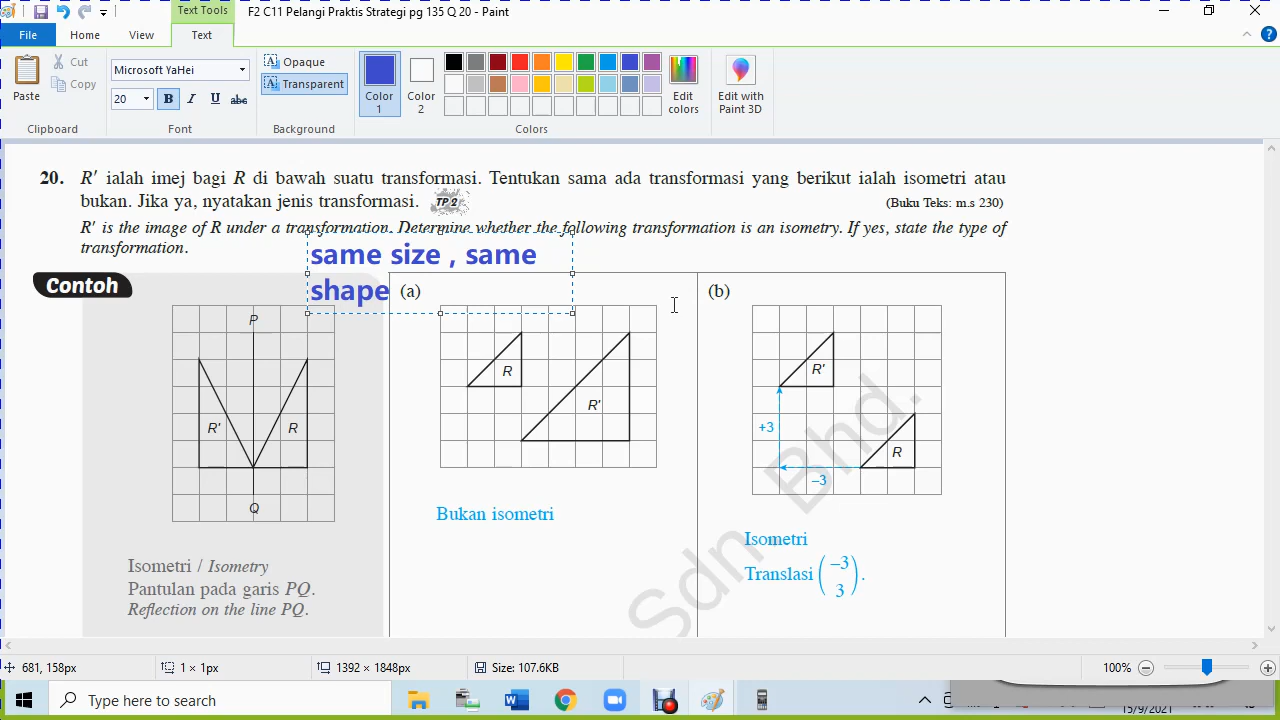 Text Tools
F2 C11 Pelangi Praktis Strategi pg 135 Q 20 - Paint
File
Home
View
Text
Paste
Cut
Copy
Clipboard
Microsoft YaHei
20
B I U abc
Font
Opaque
Transparent
Background
Color 1
Color 2
Edit colors
Colors
Edit with Paint 3D
20. R′ ialah imej bagi R di bawah suatu transformasi. Tentukan sama ada transformasi yang berikut ialah isometri atau
bukan. Jika ya, nyatakan jenis transformasi. TP 2
(Buku Teks: m.s 230)
R′ is the image of R under a transformation. Determine whether the following transformation is an isometry. If yes, state the type of
transformation.
same size , same
shape
Contoh
P
R'
R
Q
Isometri / Isometry
Pantulan pada garis PQ.
Reflection on the line PQ.
(a)
R
R'
Bukan isometri
(b)
R'
+3
R
–3
Isometri
Translasi (–3
3).
Sdn Bhd.
681, 158px
1 × 1px
1392 × 1848px
Size: 107.6KB
100%
Type here to search
15/9/2021